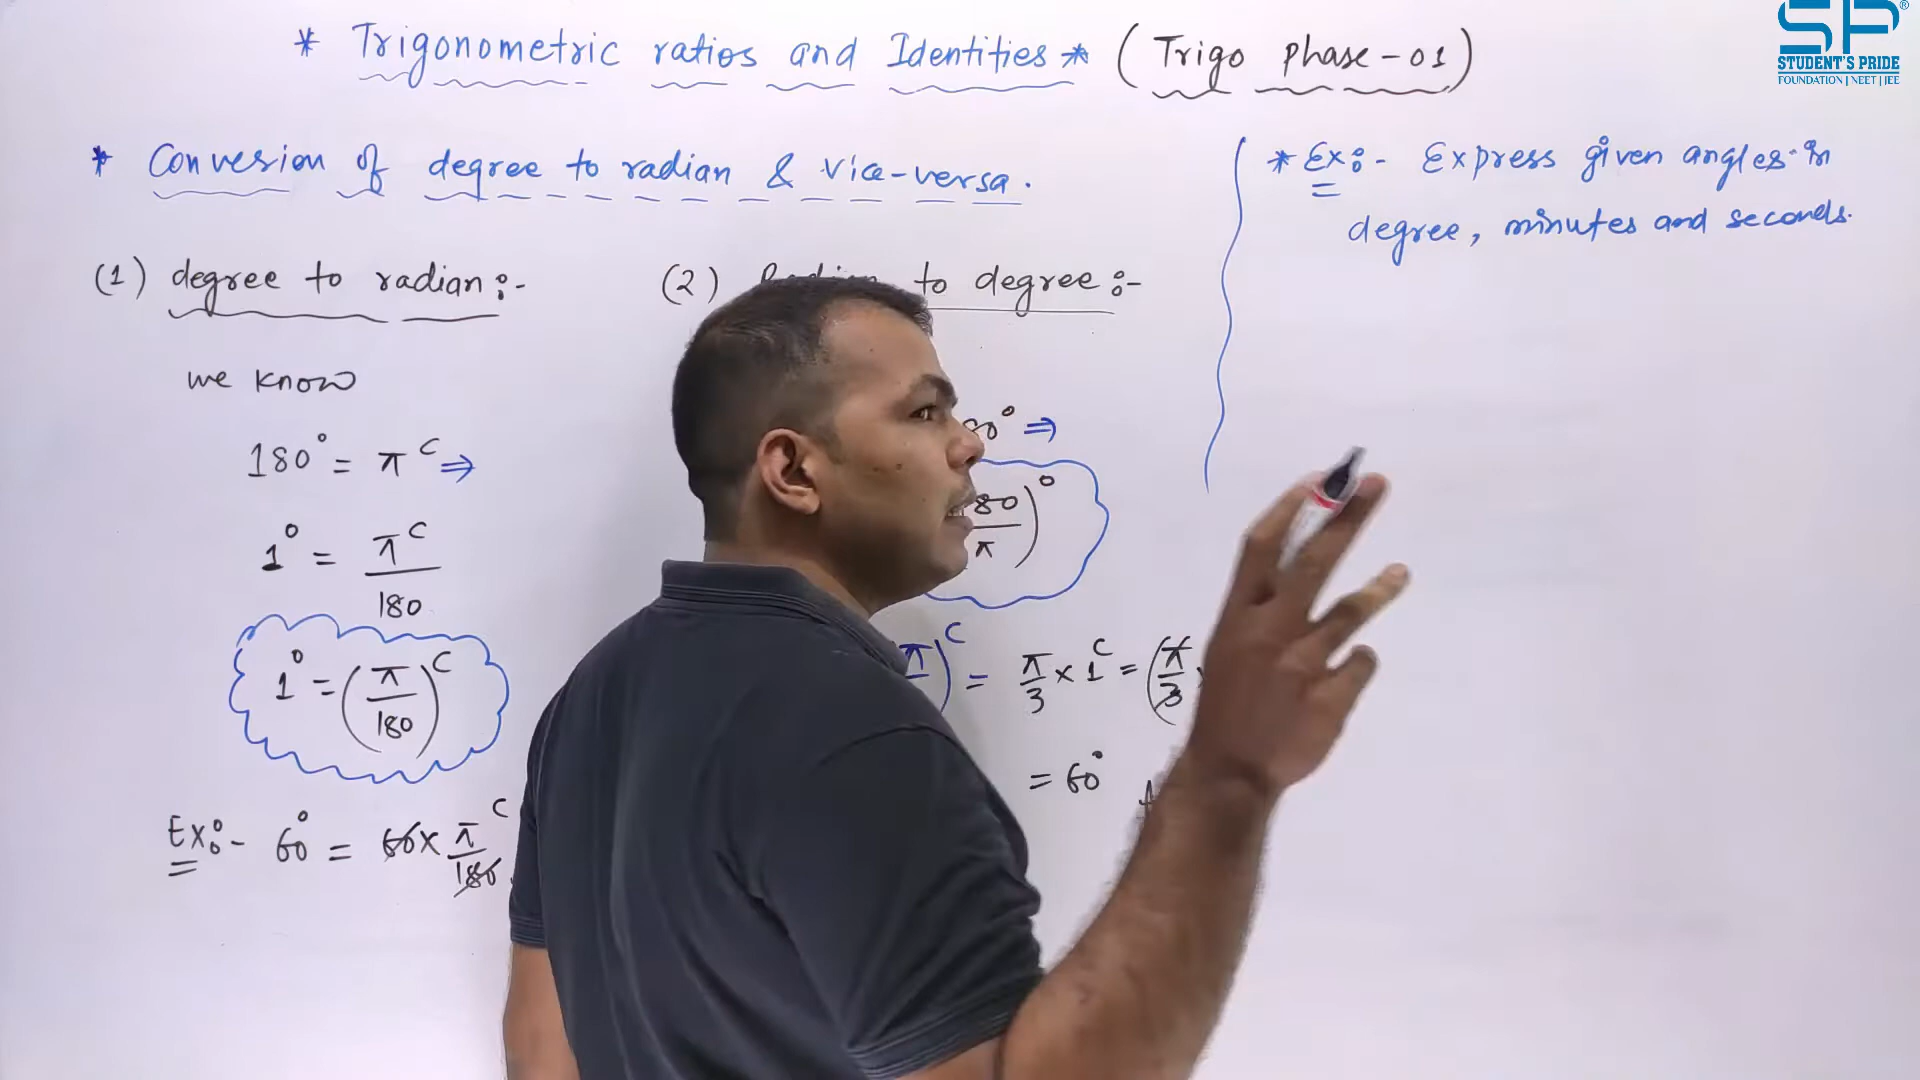 * Trigonometric ratios and Identities * (Trigo phase-01)
SP®
STUDENT'S PRIDE
FOUNDATION | NEET | JEE
* Convesion of degree to radian & vice-versa.
(1) degree to radian :-
we know
180° = π^c ⇒
1° = π^c/180
1° = (π/180)^c
Ex:- 60° = 60 × π^c/180
(2) to degree :-
⇒
π)°
π)^c = π/3 × 1^c = (π/3
= 60°
* Ex:- Express given angles in
degree, minutes and seconds.